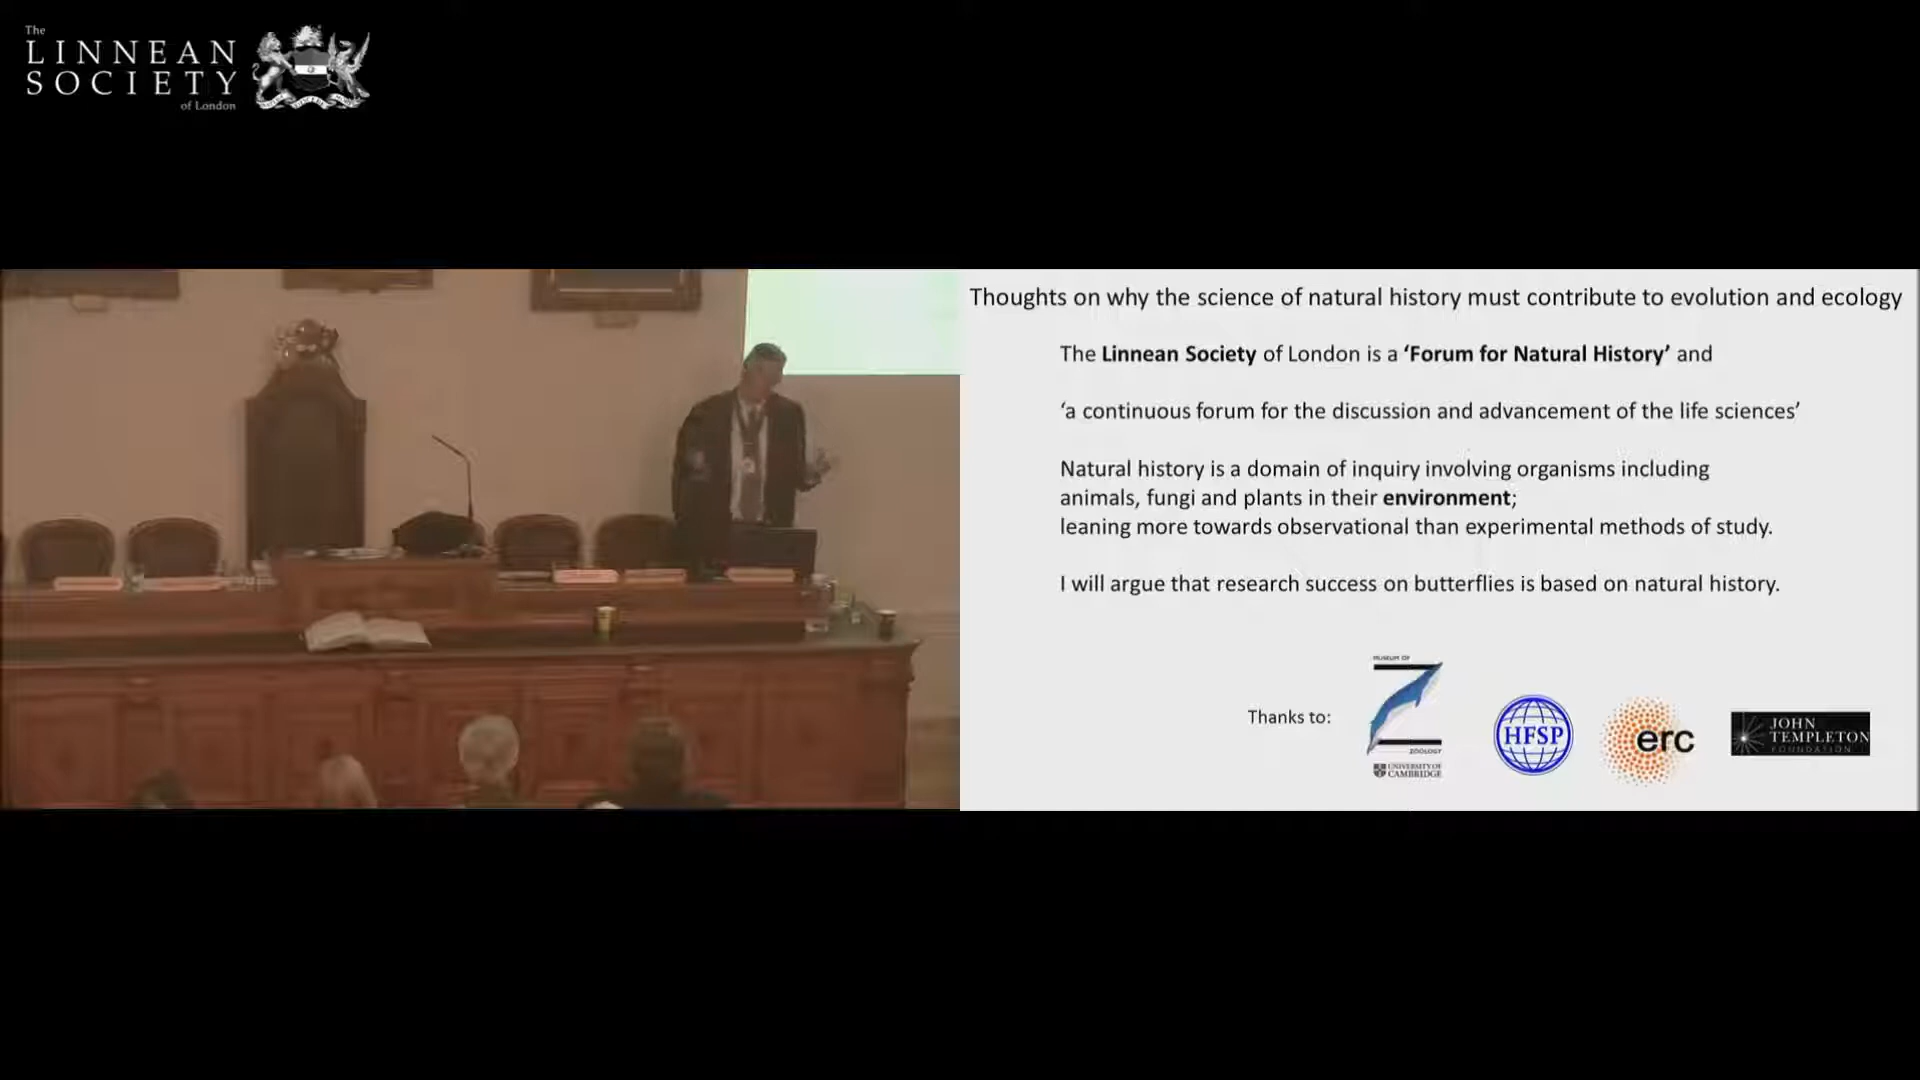 The
LINNEAN
SOCIETY
of London
Thoughts on why the science of natural history must contribute to evolution and ecology
The Linnean Society of London is a ‘Forum for Natural History’ and
‘a continuous forum for the discussion and advancement of the life sciences’
Natural history is a domain of inquiry involving organisms including
animals, fungi and plants in their environment;
leaning more towards observational than experimental methods of study.
I will argue that research success on butterflies is based on natural history.
Thanks to:
MUSEUM OF
ZOOLOGY
UNIVERSITY OF
CAMBRIDGE
HFSP
erc
JOHN
TEMPLETON
FOUNDATION